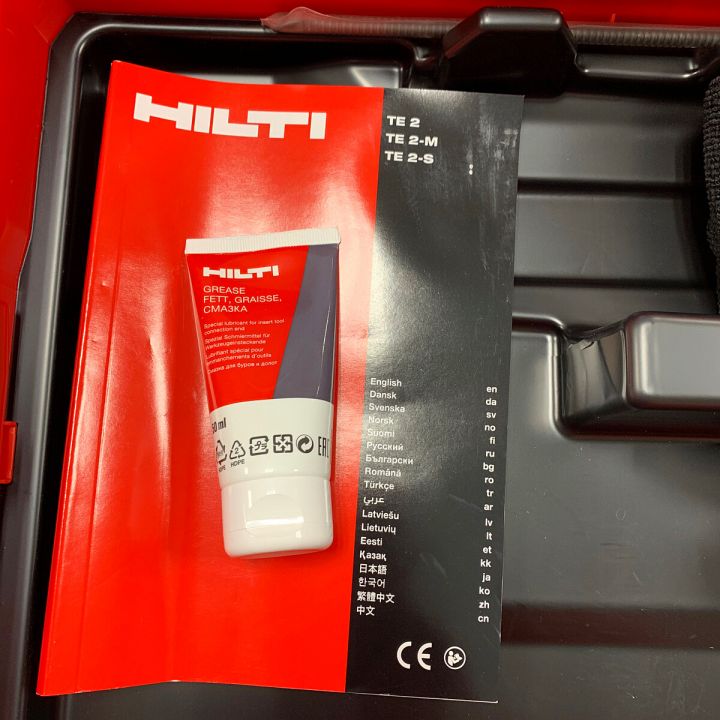 HILTI
TE 2
TE 2-M
TE 2-S
HILTI
GREASE
FETT, GRAISSE,
СМАЗКА
Special lubricant for insert tool
connection end
Spezial Schmiermittel für
Werkzeugeinsteckende
Lubrifiant spécial pour
emmanchements d'outils
Смазка для буров и долот
50 ml
HDPE
English en
Dansk da
Svenska sv
Norsk no
Suomi fi
Русский ru
Български bg
Română ro
Türkçe tr
عربي ar
Latviešu lv
Lietuvių lt
Eesti et
Қазақ kk
日本語 ja
한국어 ko
繁體中文 zh
中文 cn
CE